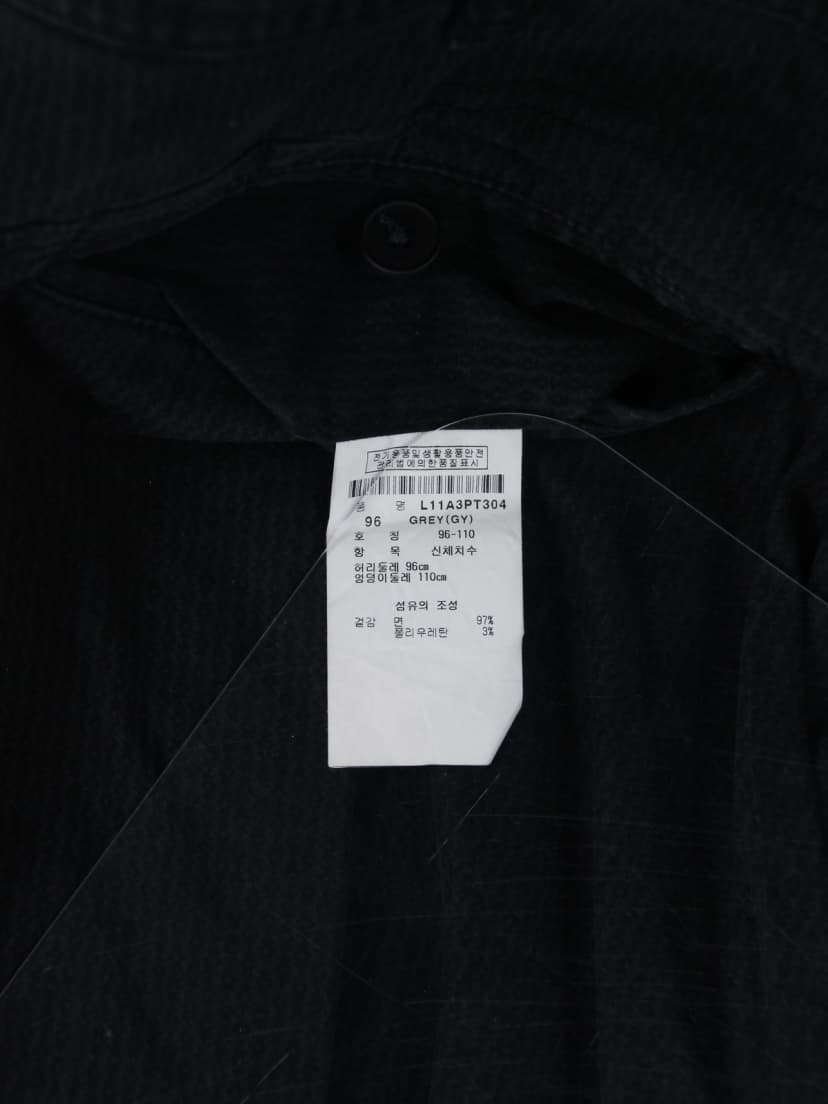 전기용품및생활용품안전
관리법에의한품질표시
품 명 L11A3PT304
96 GREY(GY)
호 칭 96-110
항 목 신체치수
허리둘레 96cm
엉덩이둘레 110cm
섬유의 조성
겉감 면 97%
폴리우레탄 3%